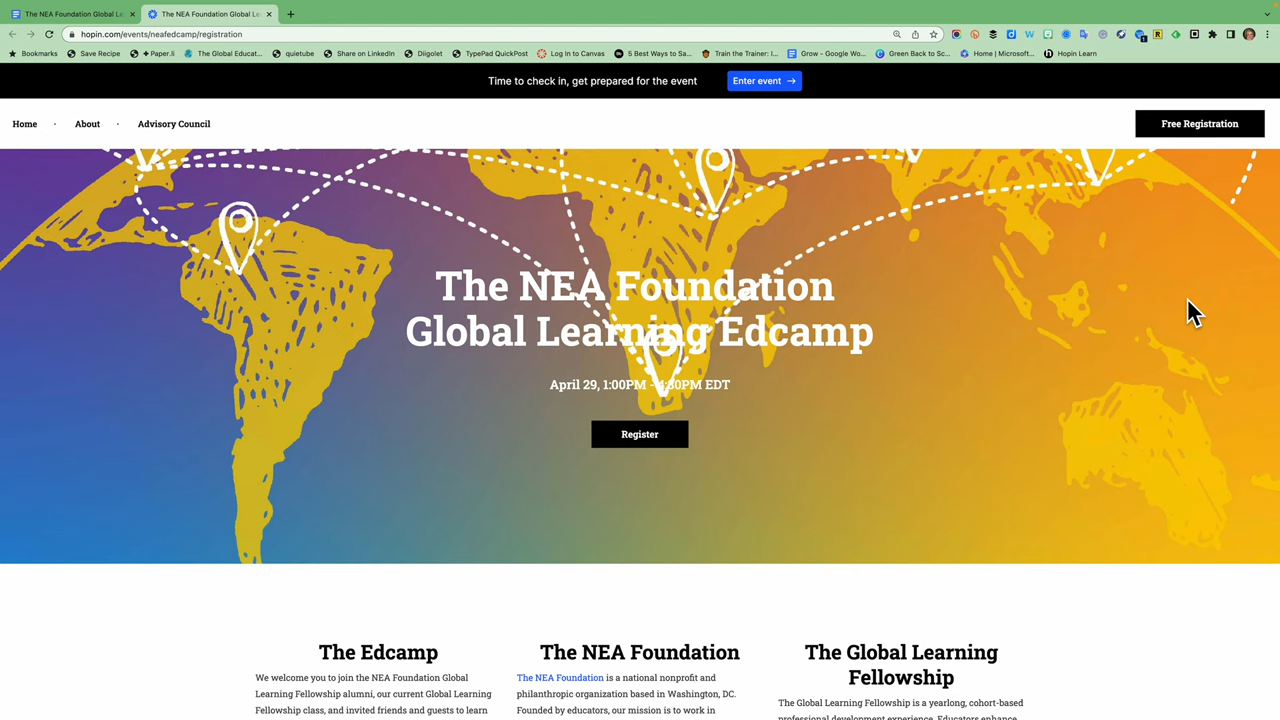 The NEA Foundation Global Le
The NEA Foundation Global Le
hopin.com/events/neafedcamp/registration
Bookmarks
Save Recipe
+ Paper.li
The Global Educat...
quietube
Share on LinkedIn
Diigolet
TypePad QuickPost
Log In to Canvas
5 Best Ways to Sa...
Train the Trainer: I...
Grow - Google Wo...
Green Back to Sc...
Home | Microsoft...
Hopin Learn
Time to check in, get prepared for the event
Enter event →
Home · About · Advisory Council
Free Registration
The NEA Foundation
Global Learning Edcamp
April 29, 1:00PM - 4:30PM EDT
Register
The Edcamp
We welcome you to join the NEA Foundation Global
Learning Fellowship alumni, our current Global Learning
Fellowship class, and invited friends and guests to learn
The NEA Foundation
The NEA Foundation is a national nonprofit and
philanthropic organization based in Washington, DC.
Founded by educators, our mission is to work in
The Global Learning
Fellowship
The Global Learning Fellowship is a yearlong, cohort-based
professional development experience. Educators enhance